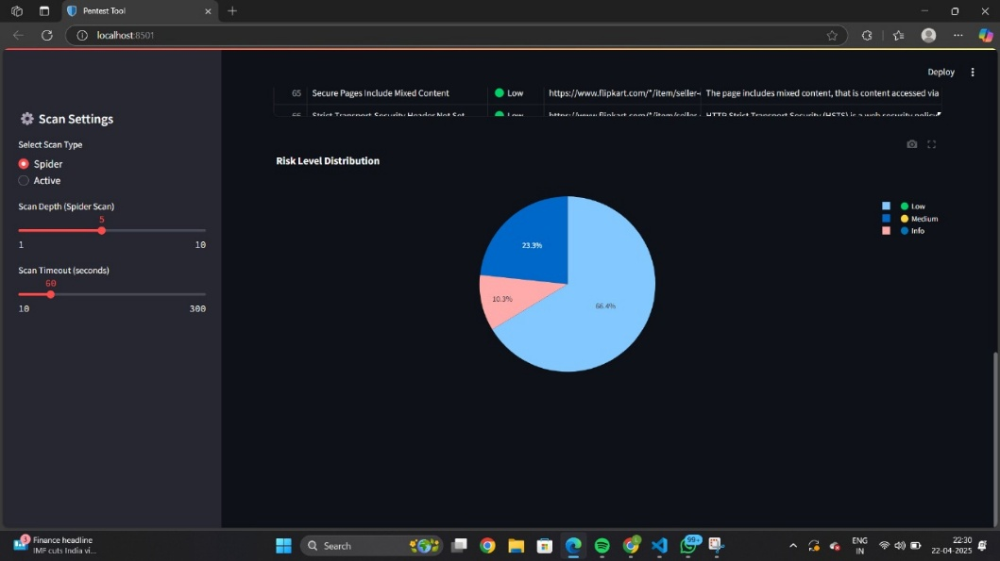 Pentest Tool
localhost:8501
Deploy
Scan Settings
Select Scan Type
Spider
Active
Scan Depth (Spider Scan)
5
1 10
Scan Timeout (seconds)
60
10 300
65 Secure Pages Include Mixed Content Low https://www.flipkart.com/*/item/seller- The page includes mixed content, that is content accessed via
66 Strict-Transport-Security Header Not Set Low https://www.flipkart.com/*/item/seller- HTTP Strict Transport Security (HSTS) is a web security policy
Risk Level Distribution
Low
Medium
Info
23.3%
10.3%
66.4%
3
Finance headline
IMF cuts India vi...
Search
L
99+
ENG
IN
22:30
22-04-2025